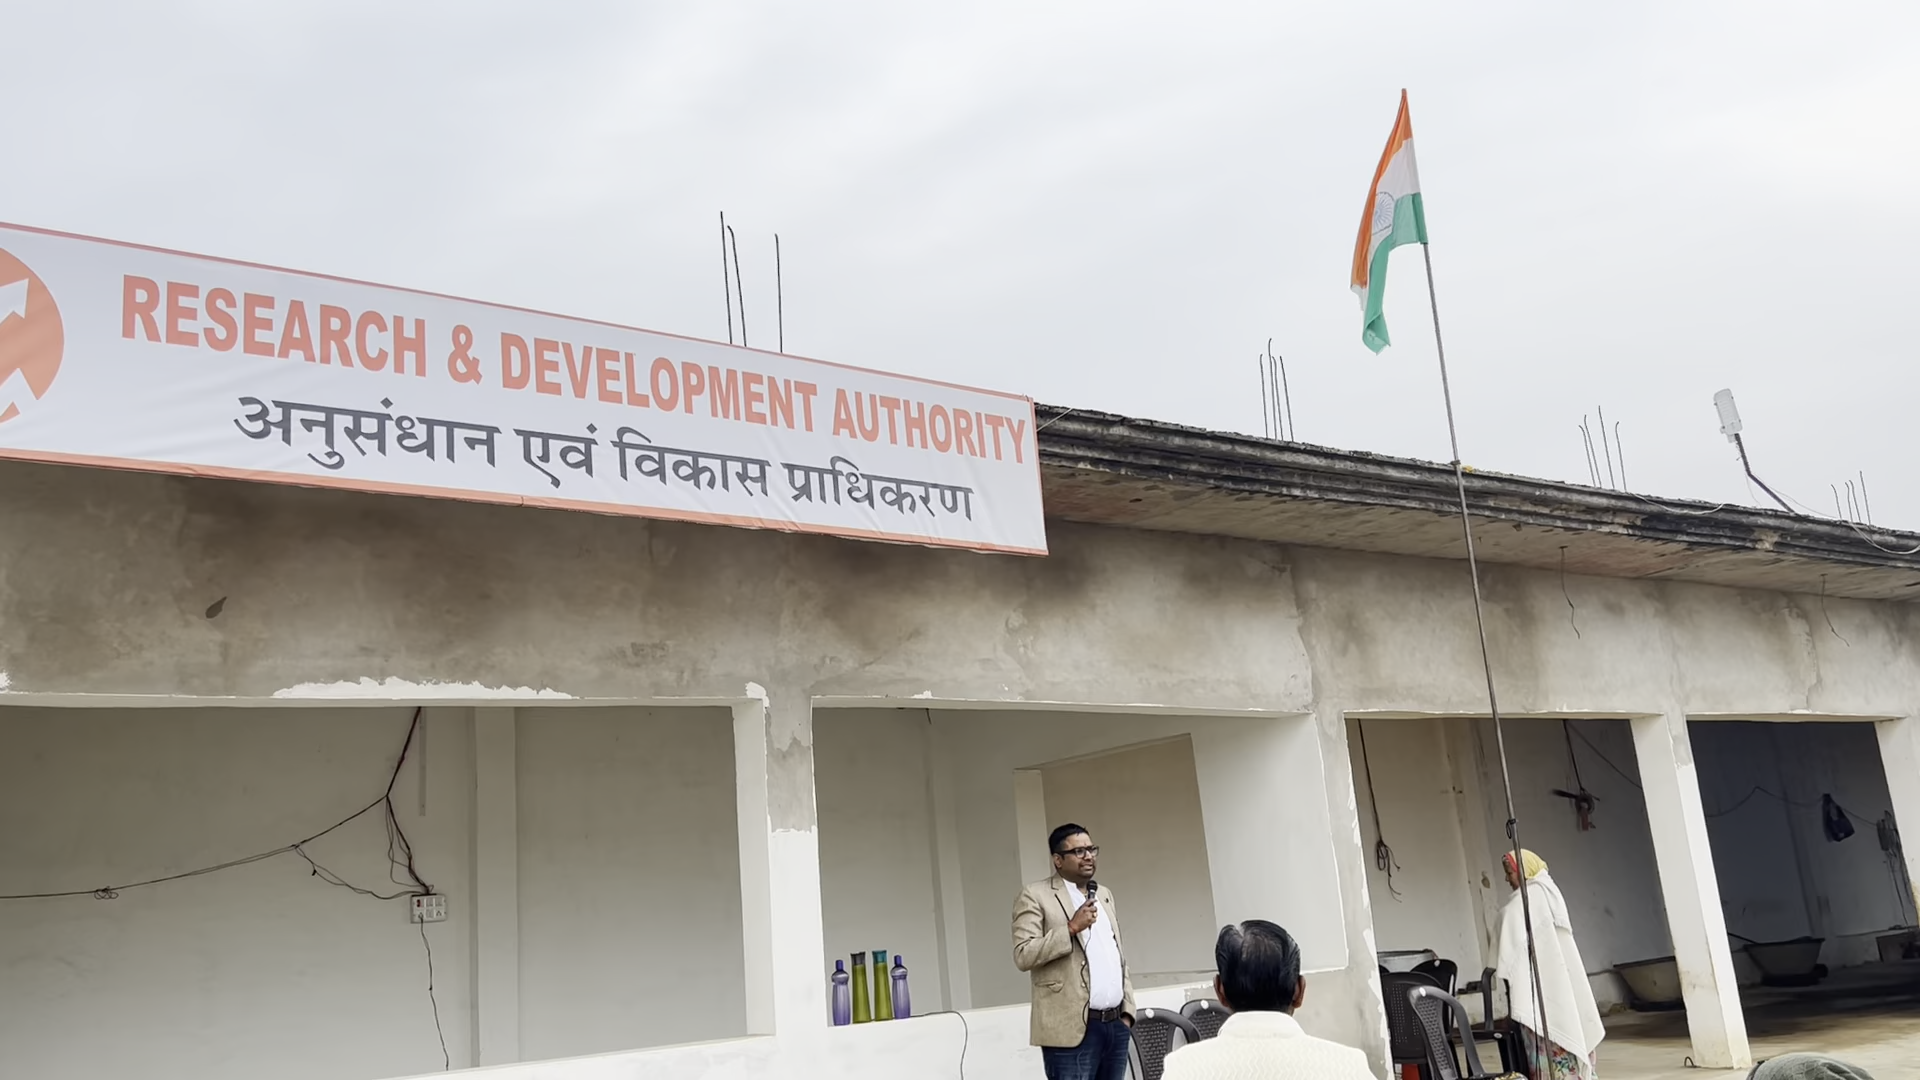 RESEARCH & DEVELOPMENT AUTHORITY
अनुसंधान एवं विकास प्राधिकरण